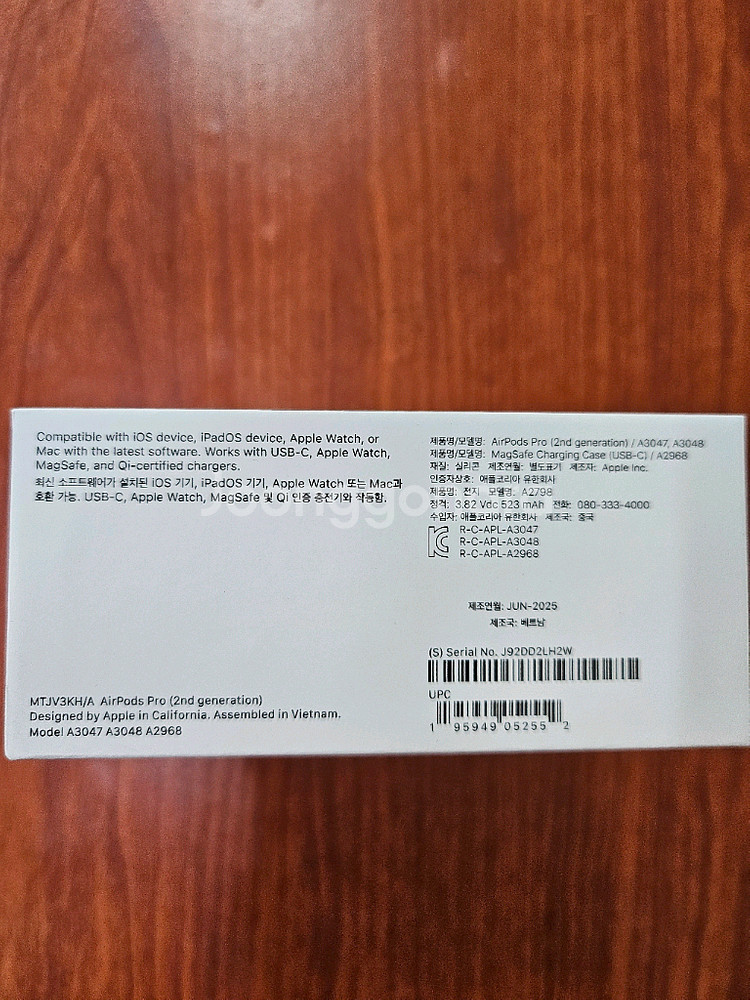 Compatible with iOS device, iPadOS device, Apple Watch, or
Mac with the latest software. Works with USB-C, Apple Watch,
MagSafe, and Qi-certified chargers.
최신 소프트웨어가 설치된 iOS 기기, iPadOS 기기, Apple Watch 또는 Mac과
호환 가능. USB-C, Apple Watch, MagSafe 및 Qi 인증 충전기와 작동함.
MTJV3KH/A AirPods Pro (2nd generation)
Designed by Apple in California. Assembled in Vietnam.
Model A3047 A3048 A2968
제품명/모델명: AirPods Pro (2nd generation) / A3047, A3048
제품명/모델명: MagSafe Charging Case (USB-C) / A2968
재질: 실리콘 제조연월: 별도표기 제조자: Apple Inc.
인증자상호: 애플코리아 유한회사
제품명: 전지 모델명: A2798
정격: 3.82 Vdc 523 mAh 전화: 080-333-4000
수입자: 애플코리아 유한회사 제조국: 중국
R-C-APL-A3047
R-C-APL-A3048
R-C-APL-A2968
제조연월: JUN-2025
제조국: 베트남
(S) Serial No. J92DD2LH2W
UPC
1 95949 05255 2